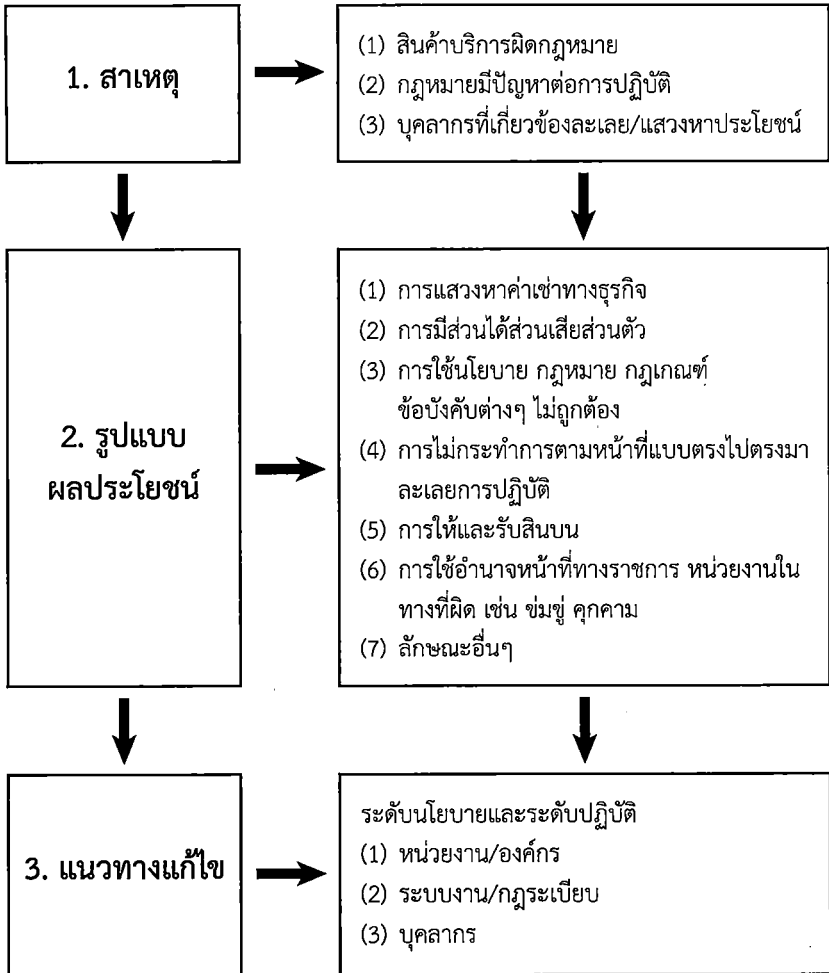 1. สาเหตุ
(1) สินค้าบริการผิดกฎหมาย
(2) กฎหมายมีปัญหาต่อการปฏิบัติ
(3) บุคลากรที่เกี่ยวข้องละเลย/แสวงหาประโยชน์
2. รูปแบบ
ผลประโยชน์
(1) การแสวงหาค่าเช่าทางธุรกิจ
(2) การมีส่วนได้ส่วนเสียส่วนตัว
(3) การใช้นโยบาย กฎหมาย กฎเกณฑ์
ข้อบังคับต่างๆ ไม่ถูกต้อง
(4) การไม่กระทำการตามหน้าที่แบบตรงไปตรงมา
ละเลยการปฏิบัติ
(5) การให้และรับสินบน
(6) การใช้อำนาจหน้าที่ทางราชการ หน่วยงานใน
ทางที่ผิด เช่น ข่มขู่ คุกคาม
(7) ลักษณะอื่นๆ
3. แนวทางแก้ไข
ระดับนโยบายและระดับปฏิบัติ
(1) หน่วยงาน/องค์กร
(2) ระบบงาน/กฎระเบียบ
(3) บุคลากร